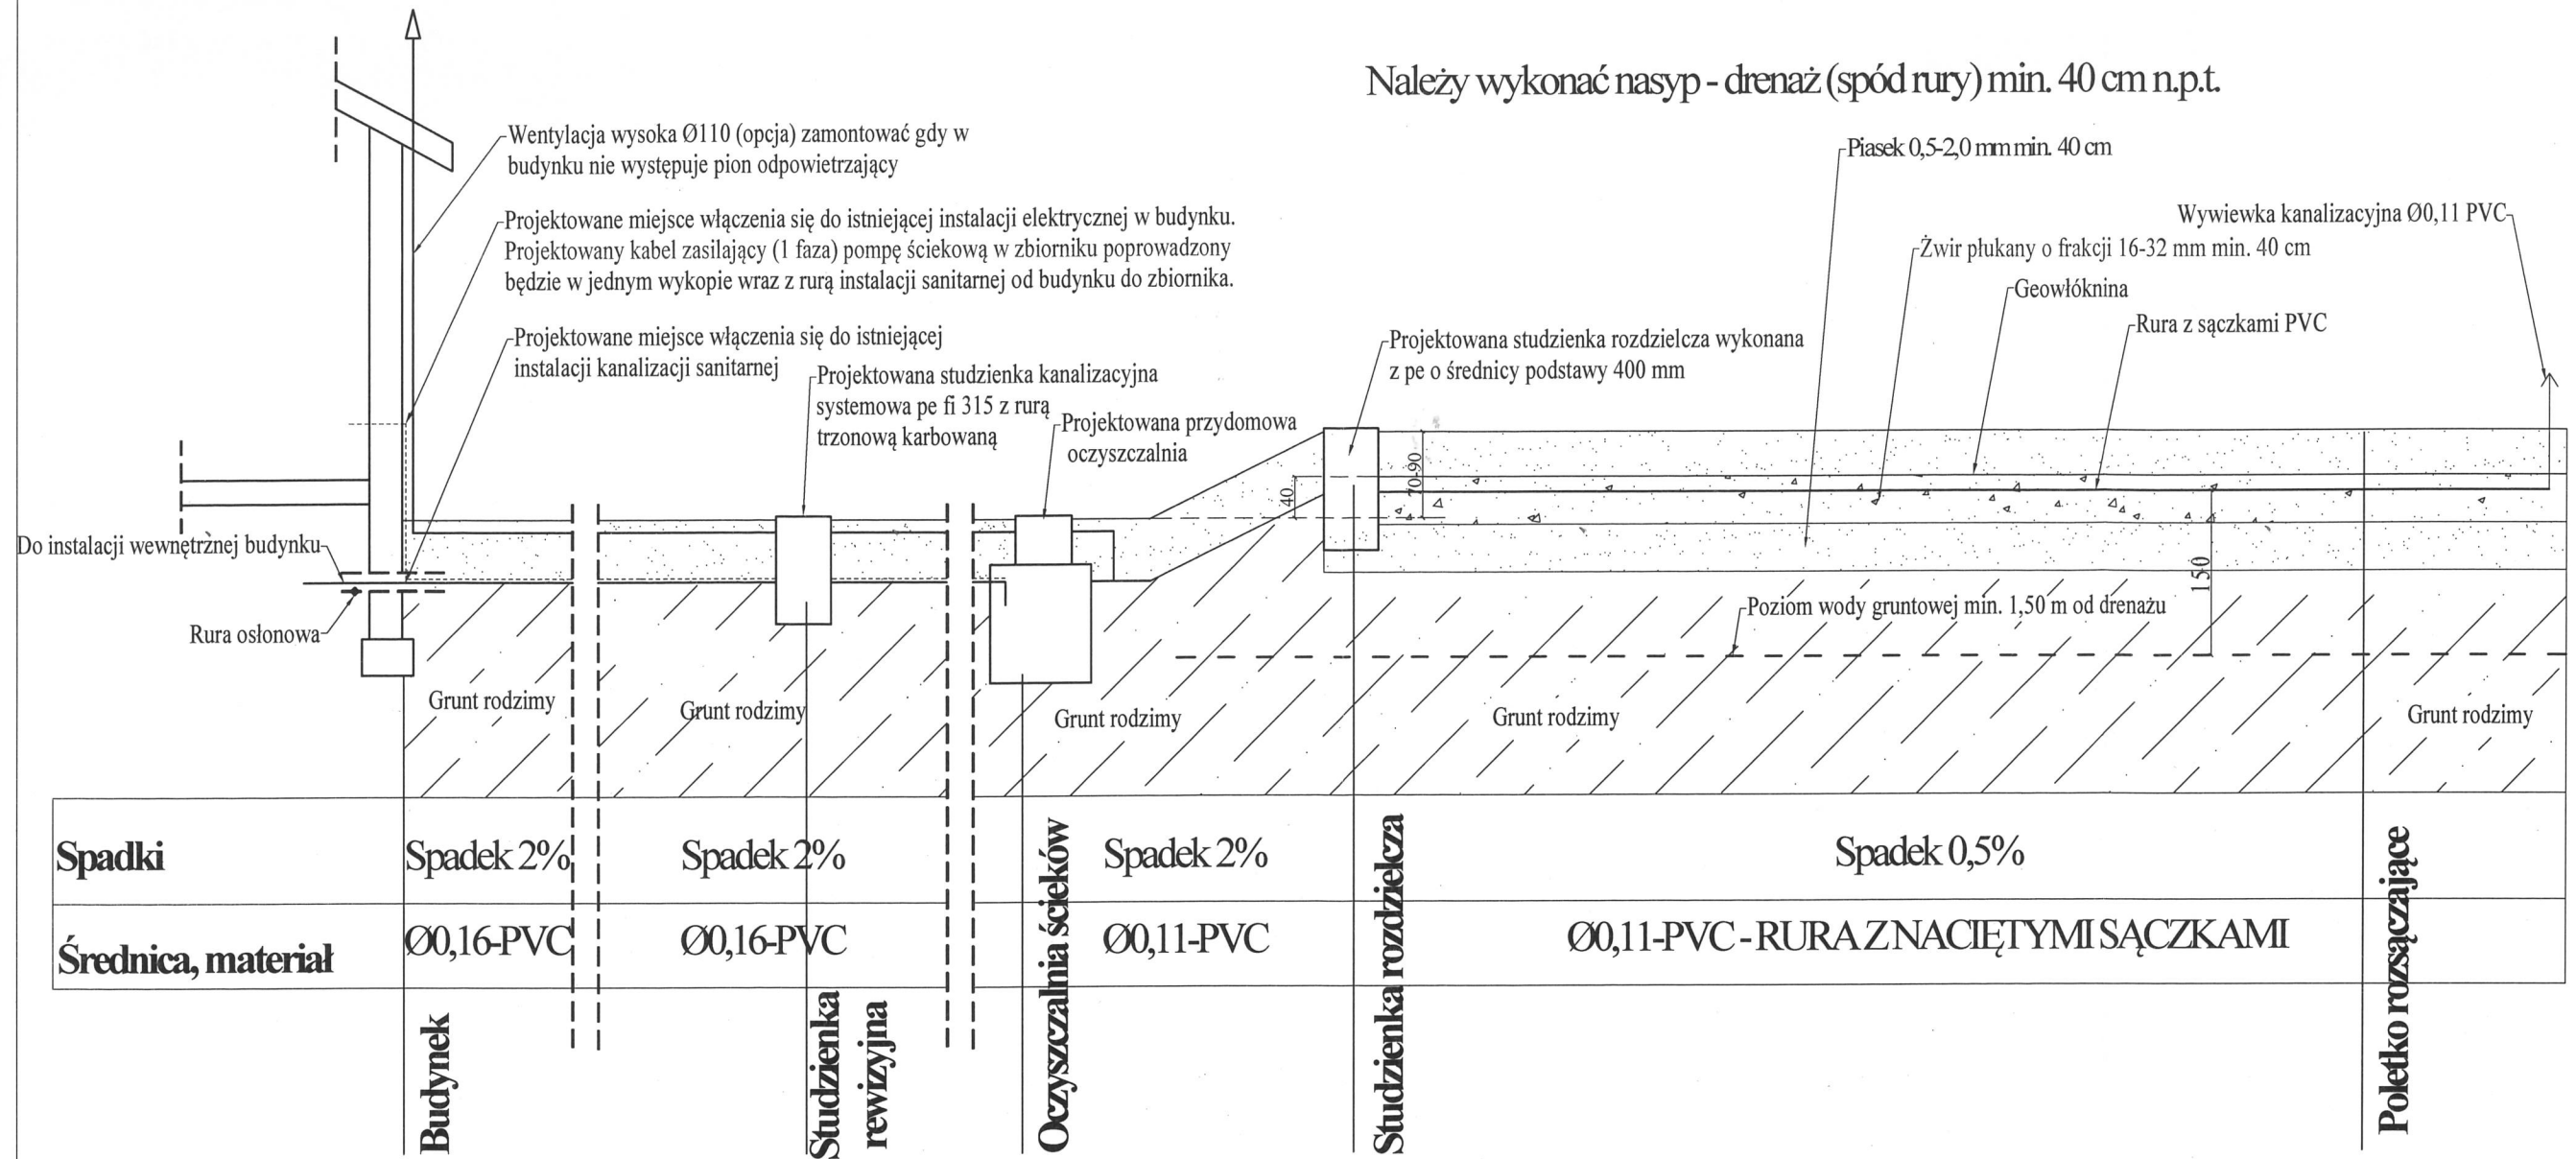 Należy wykonać nasyp - drenaż (spód rury) min. 40 cm n.p.t.
Wentylacja wysoka Ø110 (opcja) zamontować gdy w
budynku nie występuje pion odpowietrzający
Piasek 0,5-2,0 mm min. 40 cm
Projektowane miejsce włączenia się do istniejącej instalacji elektrycznej w budynku.
Projektowany kabel zasilający (1 faza) pompę ściekową w zbiorniku poprowadzony
będzie w jednym wykopie wraz z rurą instalacji sanitarnej od budynku do zbiornika.
Wywiewka kanalizacyjna Ø0,11 PVC
Żwir płukany o frakcji 16-32 mm min. 40 cm
Geowłóknina
Rura z sączkami PVC
Projektowane miejsce włączenia się do istniejącej
instalacji kanalizacji sanitarnej
Projektowana studzienka kanalizacyjna
systemowa pe fi 315 z rurą
trzonową karbowaną
Projektowana przydomowa
oczyszczalnia
Projektowana studzienka rozdzielcza wykonana
z pe o średnicy podstawy 400 mm
40
70-90
150
Do instalacji wewnętrznej budynku
Rura osłonowa
Poziom wody gruntowej min. 1,50 m od drenażu
Grunt rodzimy
Grunt rodzimy
Grunt rodzimy
Grunt rodzimy
Grunt rodzimy
Spadki
Spadek 2%
Spadek 2%
Spadek 2%
Spadek 0,5%
Średnica, materiał
Ø0,16-PVC
Ø0,16-PVC
Ø0,11-PVC
Ø0,11-PVC - RURA Z NACIĘTYMI SĄCZKAMI
Budynek
Studzienka
rewizyjna
Oczyszczalnia ścieków
Studzienka rozdzielcza
Poletko rozsączające